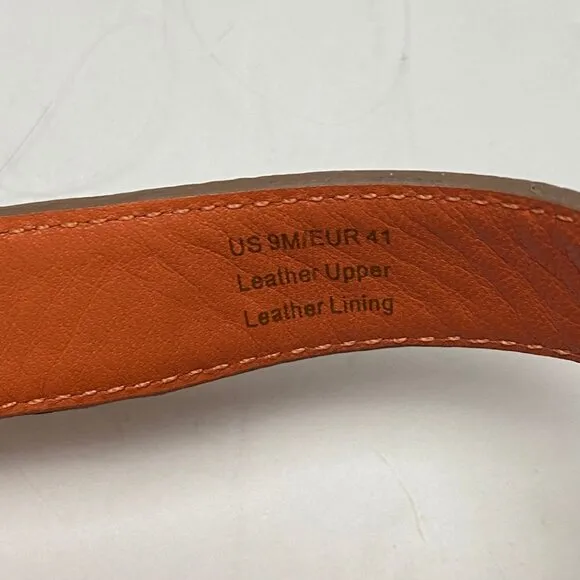 US 9M/EUR 41
Leather Upper
Leather Lining